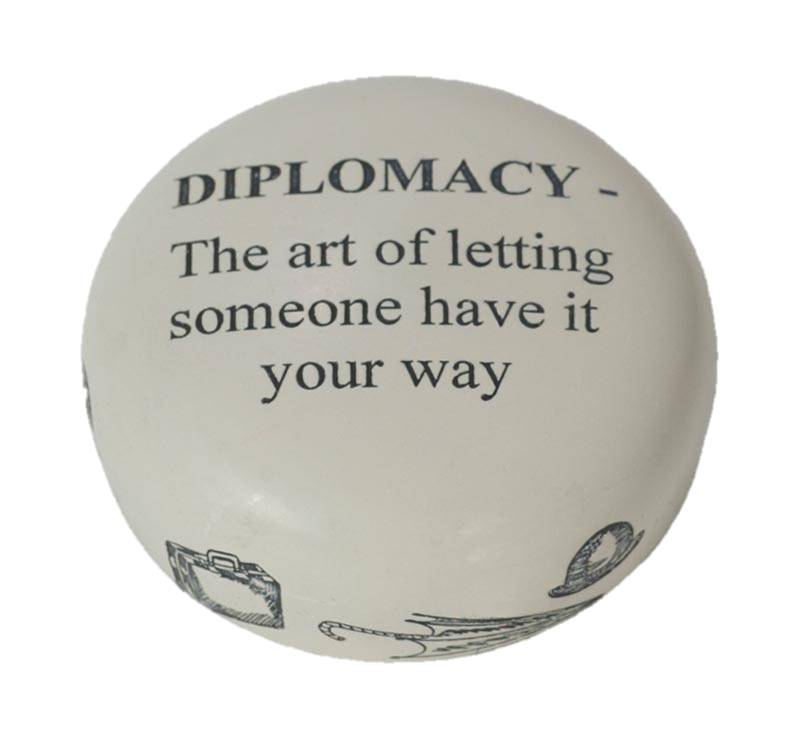 DIPLOMACY -
The art of letting
someone have it
your way